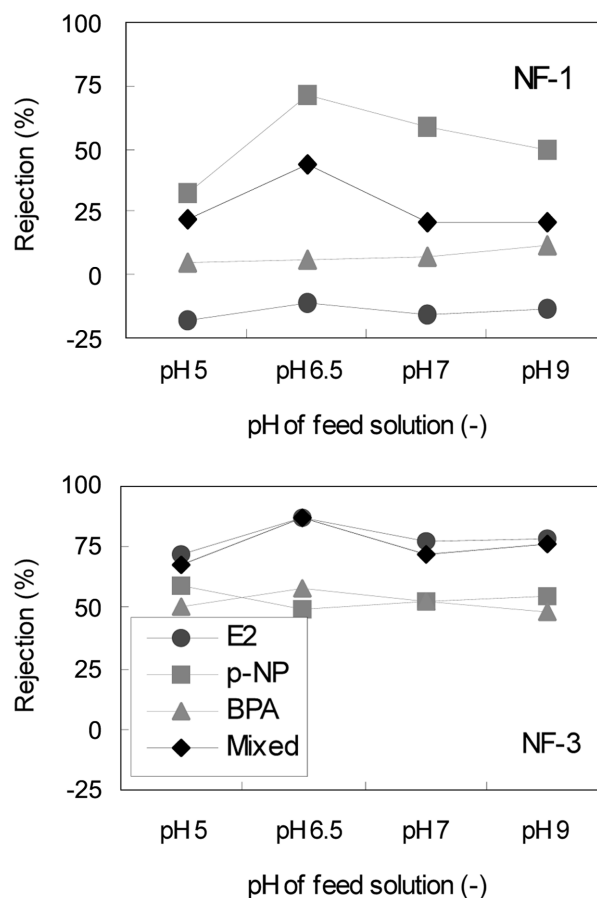 100
75
50
25
0
-25
Rejection (%)
NF-1
pH 5 pH 6.5 pH 7 pH 9
pH of feed solution (-)
100
75
50
25
0
-25
Rejection (%)
E2
p-NP
BPA
Mixed
NF-3
pH 5 pH 6.5 pH 7 pH 9
pH of feed solution (-)